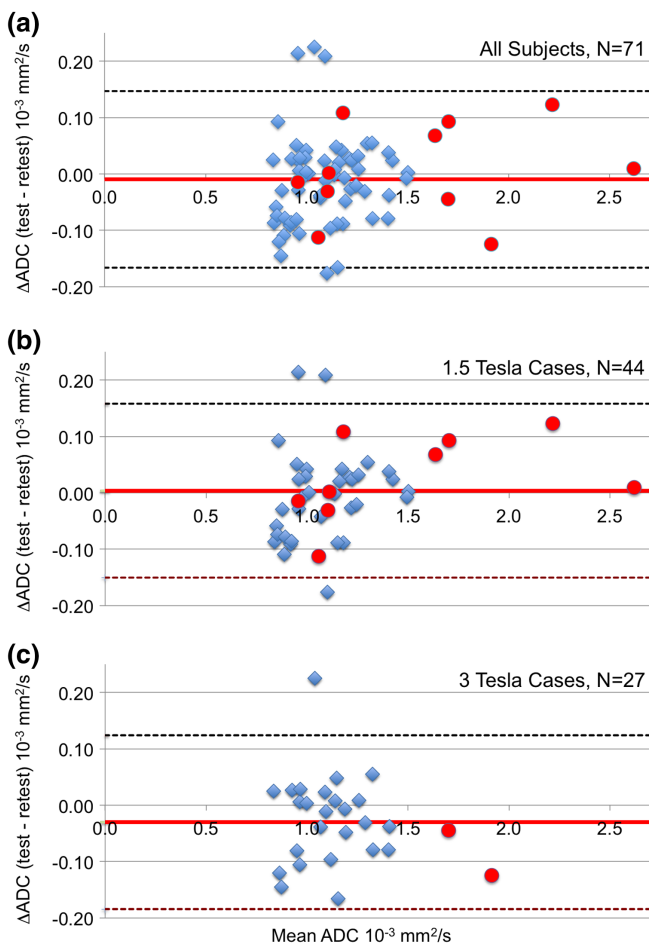 (a)
All Subjects, N=71
ΔADC (test - retest) 10⁻³ mm²/s
0.20
0.10
0.00
-0.10
-0.20
0.0 0.5 1.0 1.5 2.0 2.5
(b)
1.5 Tesla Cases, N=44
ΔADC (test - retest) 10⁻³ mm²/s
0.20
0.10
0.00
-0.10
-0.20
0.0 0.5 1.0 1.5 2.0 2.5
(c)
3 Tesla Cases, N=27
ΔADC (test - retest) 10⁻³ mm²/s
0.20
0.10
0.00
-0.10
-0.20
0.0 0.5 1.0 1.5 2.0 2.5
Mean ADC 10⁻³ mm²/s